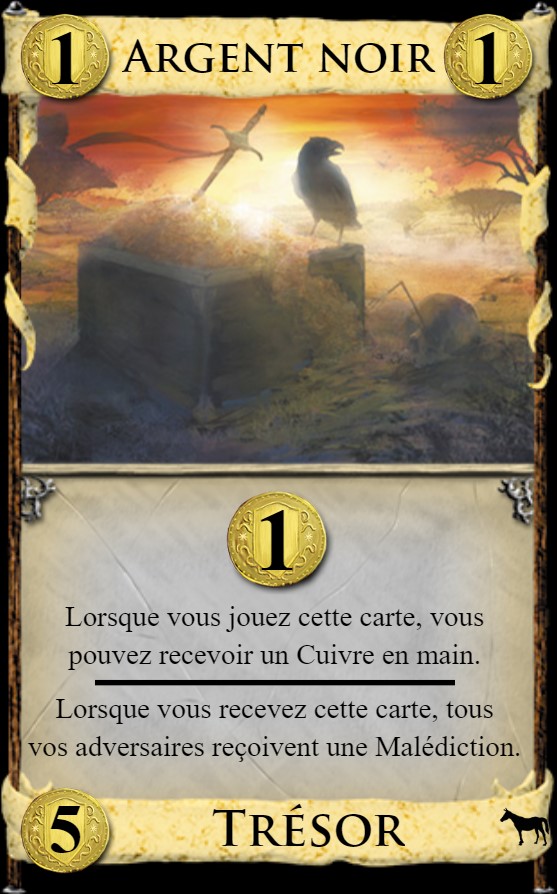 1 ARGENT NOIR 1
1
Lorsque vous jouez cette carte, vous
pouvez recevoir un Cuivre en main.
Lorsque vous recevez cette carte, tous
vos adversaires reçoivent une Malédiction.
5 TRÉSOR